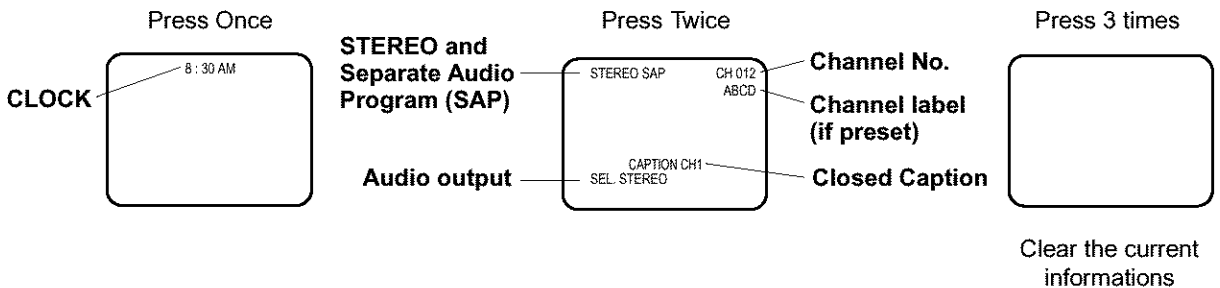 Press Once
8 : 30 AM
CLOCK
Press Twice
STEREO and
Separate Audio
Program (SAP)
STEREO SAP
CH 012
ABCD
Channel No.
Channel label
(if preset)
CAPTION CH1
SEL. STEREO
Audio output
Closed Caption
Press 3 times
Clear the current
informations